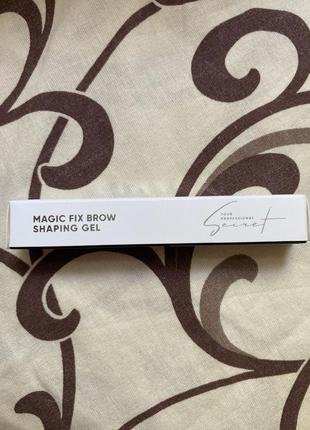 MAGIC FIX BROW
SHAPING GEL
YOUR
PROFESSIONAL
Secret